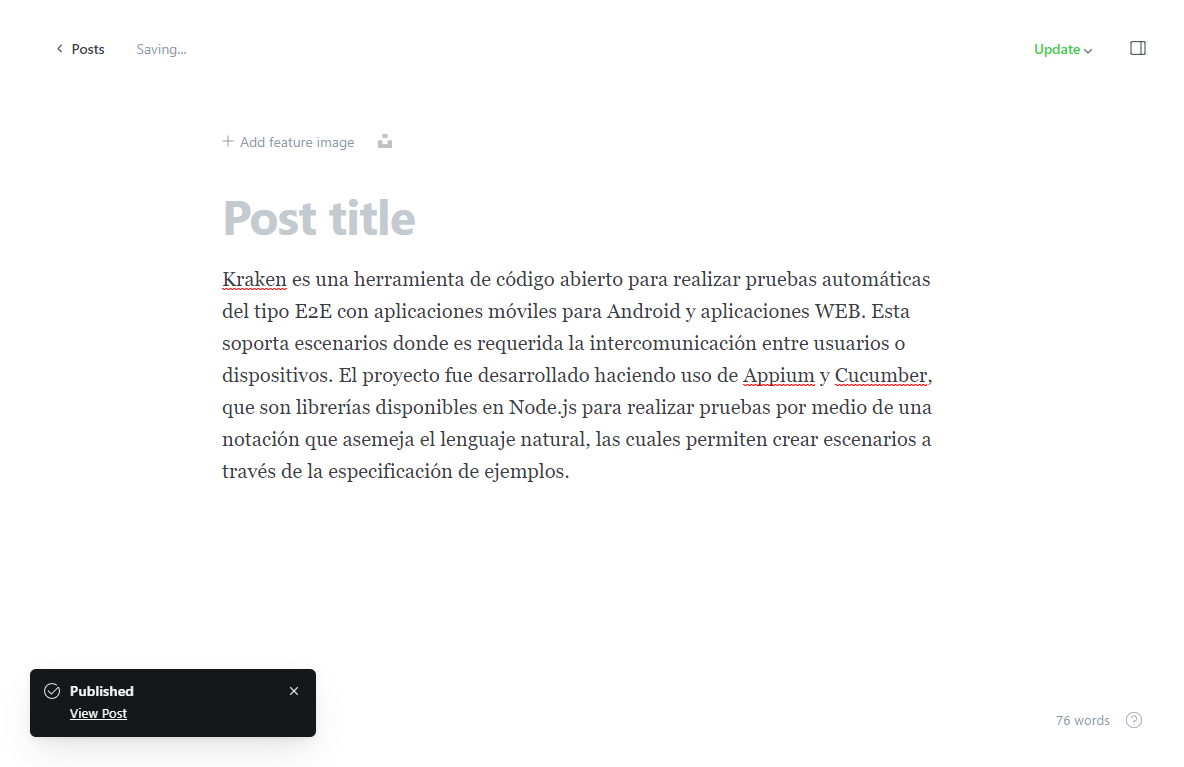 Posts
Saving...
Update
Add feature image
Post title
Kraken es una herramienta de código abierto para realizar pruebas automáticas
del tipo E2E con aplicaciones móviles para Android y aplicaciones WEB. Esta
soporta escenarios donde es requerida la intercomunicación entre usuarios o
dispositivos. El proyecto fue desarrollado haciendo uso de Appium y Cucumber,
que son librerías disponibles en Node.js para realizar pruebas por medio de una
notación que asemeja el lenguaje natural, las cuales permiten crear escenarios a
través de la especificación de ejemplos.
Published
View Post
76 words